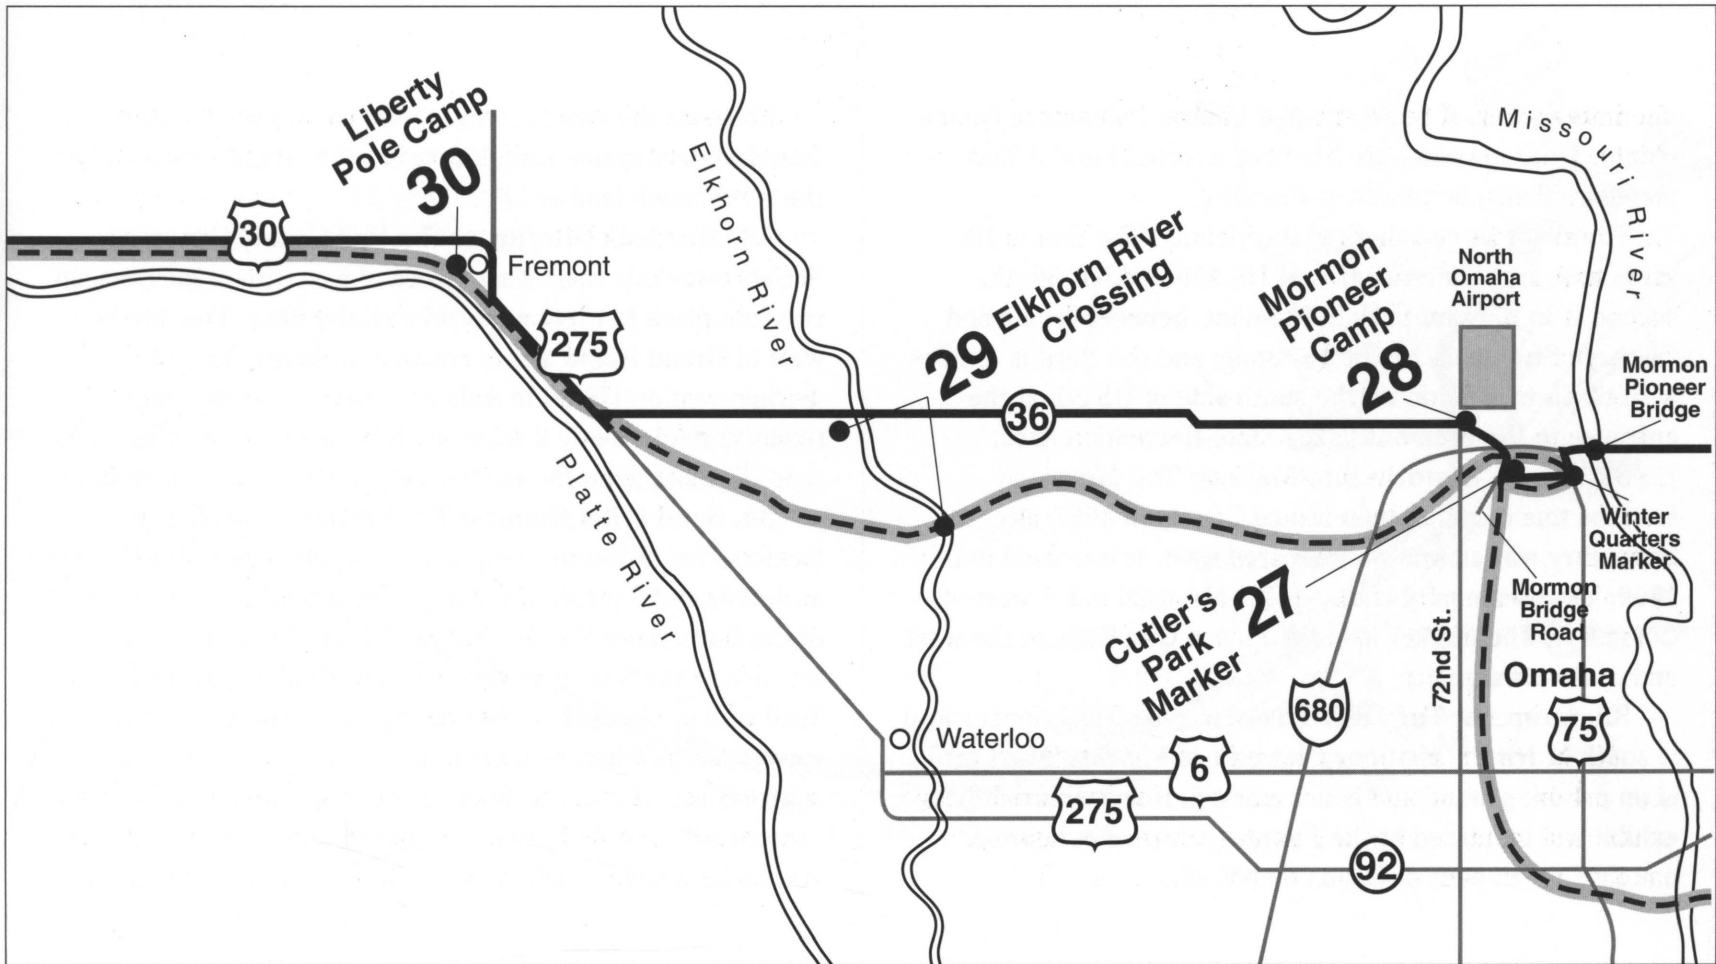 Liberty
Pole Camp
30
30
Fremont
275
Elkhorn River
Platte River
29
Elkhorn River
Crossing
36
Mormon
Pioneer
Camp
28
North
Omaha
Airport
Missouri River
Mormon
Pioneer
Bridge
Winter
Quarters
Marker
Mormon
Bridge
Road
Cutler's
Park
Marker
27
72nd St.
Omaha
680
75
Waterloo
6
275
92